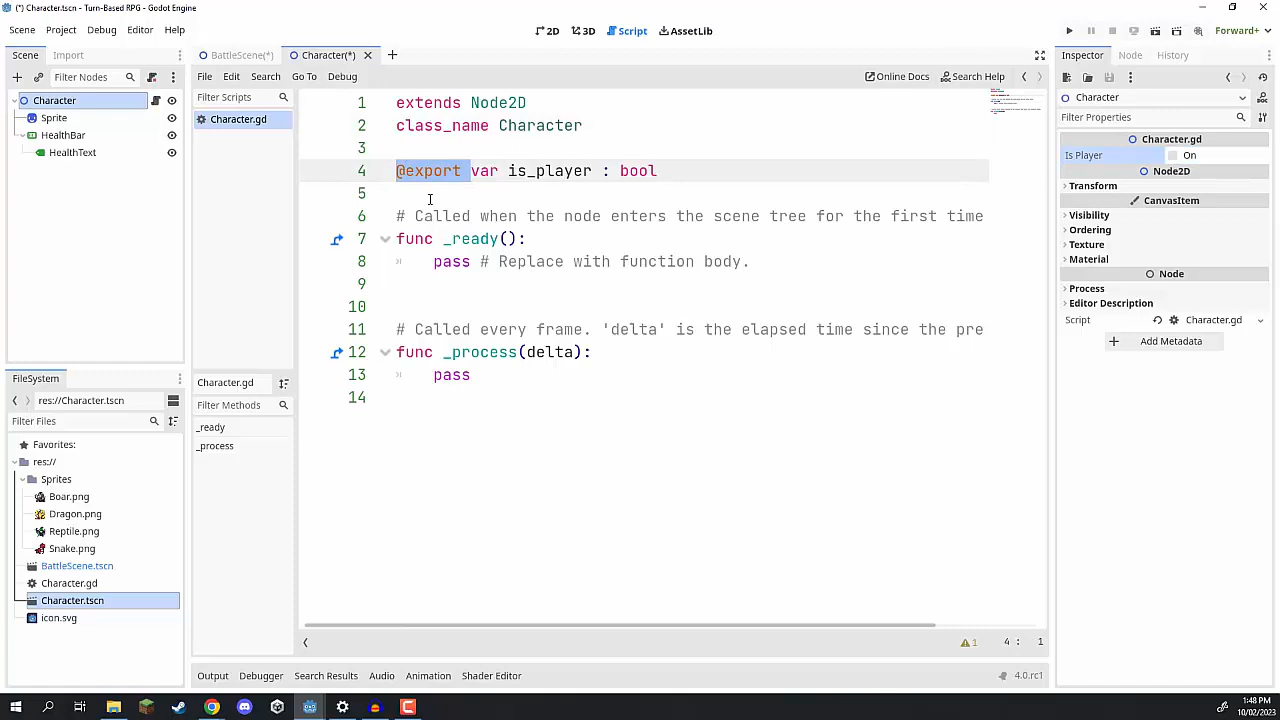 (*) Character.tscn - Turn-Based RPG - Godot Engine
Scene Project Debug Editor Help
2D 3D Script AssetLib
Forward+
Scene Import
BattleScene(*) Character(*)
Inspector Node History
Filter Nodes
File Edit Search Go To Debug
Online Docs Search Help
Character
Sprite
HealthBar
HealthText
Filter Scripts
Character.gd
Character.gd
Filter Methods
_ready
_process
1 extends Node2D
2 class_name Character
3
4 @export var is_player : bool
5
6 # Called when the node enters the scene tree for the first time
7 func _ready():
8 pass # Replace with function body.
9
10
11 # Called every frame. 'delta' is the elapsed time since the pre
12 func _process(delta):
13 pass
14
1 4 : 1
Character
Filter Properties
Character.gd
Is Player On
Node2D
Transform
CanvasItem
Visibility
Ordering
Texture
Material
Node
Process
Editor Description
Script Character.gd
Add Metadata
FileSystem
res://Character.tscn
Filter Files
Favorites:
res://
Sprites
Boar.png
Dragon.png
Reptile.png
Snake.png
BattleScene.tscn
Character.gd
Character.tscn
icon.svg
Output Debugger Search Results Audio Animation Shader Editor
4.0.rc1
1:48 PM
10/02/2023